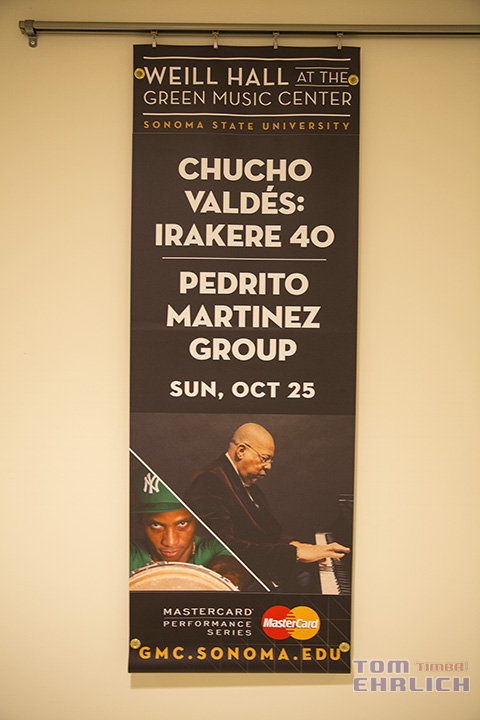 WEILL HALL AT THE
GREEN MUSIC CENTER
SONOMA STATE UNIVERSITY
CHUCHO
VALDÉS:
IRAKERE 40
PEDRITO
MARTINEZ
GROUP
SUN, OCT 25
NY
MASTERCARD
PERFORMANCE
SERIES
MasterCard
GMC.SONOMA.EDU
TOM TIMBA
EHRLICH